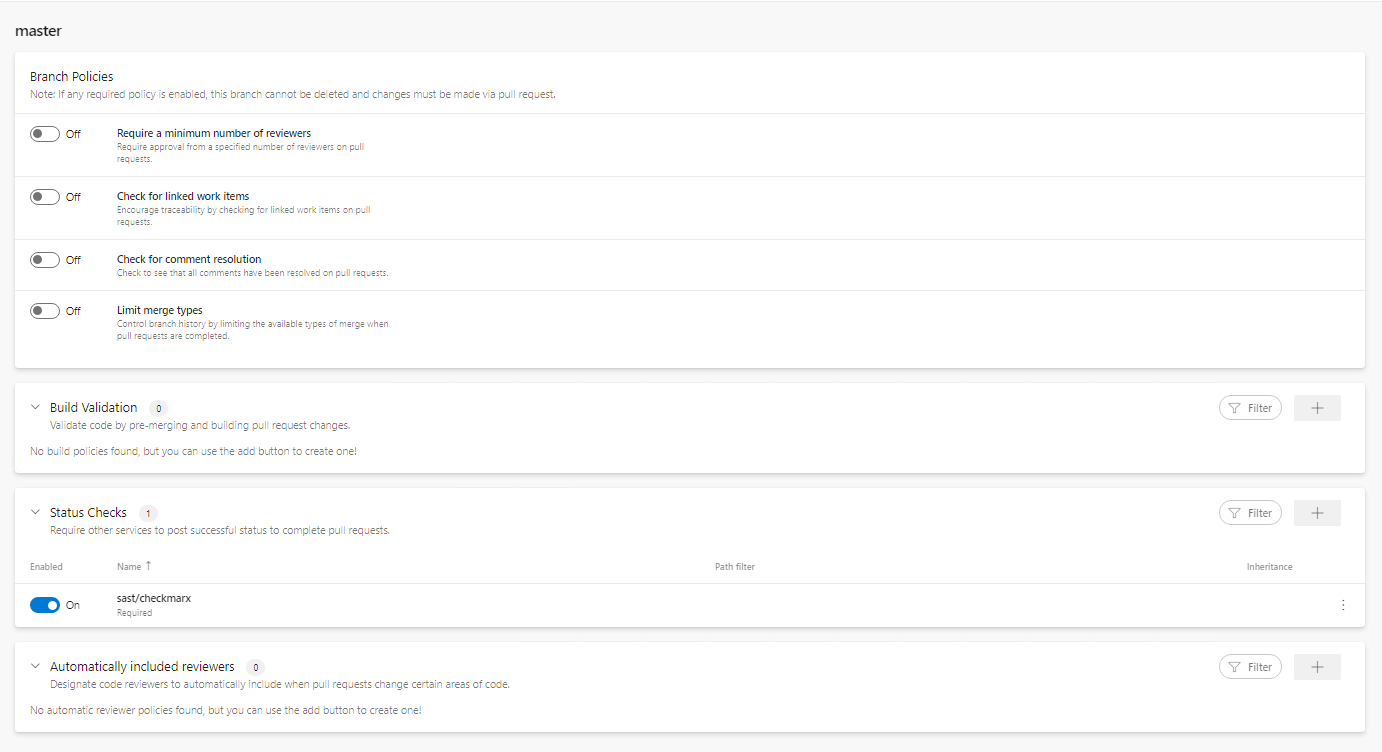 master
Branch Policies
Note: If any required policy is enabled, this branch cannot be deleted and changes must be made via pull request.
Off
Require a minimum number of reviewers
Require approval from a specified number of reviewers on pull
requests.
Off
Check for linked work items
Encourage traceability by checking for linked work items on pull
requests.
Off
Check for comment resolution
Check to see that all comments have been resolved on pull requests.
Off
Limit merge types
Control branch history by limiting the available types of merge when
pull requests are completed.
Build Validation 0
Filter
Validate code by pre-merging and building pull request changes.
No build policies found, but you can use the add button to create one!
Status Checks 1
Filter
Require other services to post successful status to complete pull requests.
Enabled Name ↑ Path filter Inheritance
On
sast/checkmarx
Required
Automatically included reviewers 0
Filter
Designate code reviewers to automatically include when pull requests change certain areas of code.
No automatic reviewer policies found, but you can use the add button to create one!